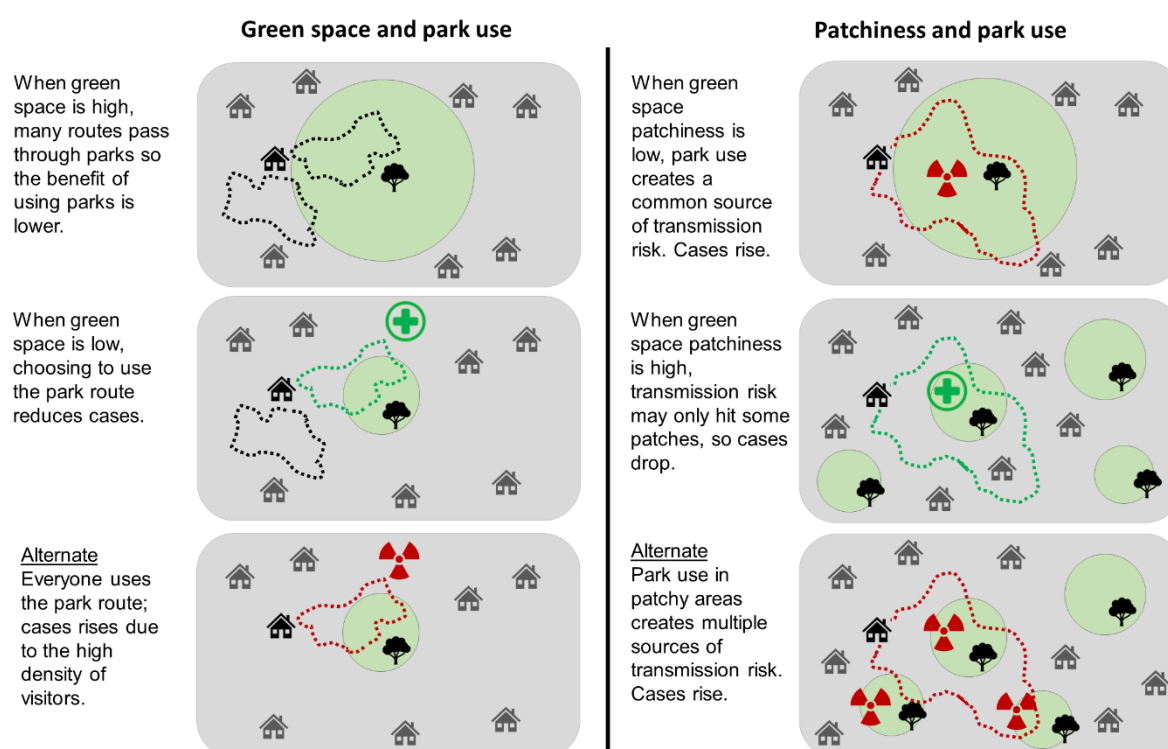 Green space and park use
When green
space is high,
many routes pass
through parks so
the benefit of
using parks is
lower.
When green
space is low,
choosing to use
the park route
reduces cases.
Alternate
Everyone uses
the park route;
cases rises due
to the high
density of
visitors.
Patchiness and park use
When green
space
patchiness is
low, park use
creates a
common source
of transmission
risk. Cases rise.
When green
space patchiness
is high,
transmission risk
may only hit some
patches, so cases
drop.
Alternate
Park use in
patchy areas
creates multiple
sources of
transmission risk.
Cases rise.